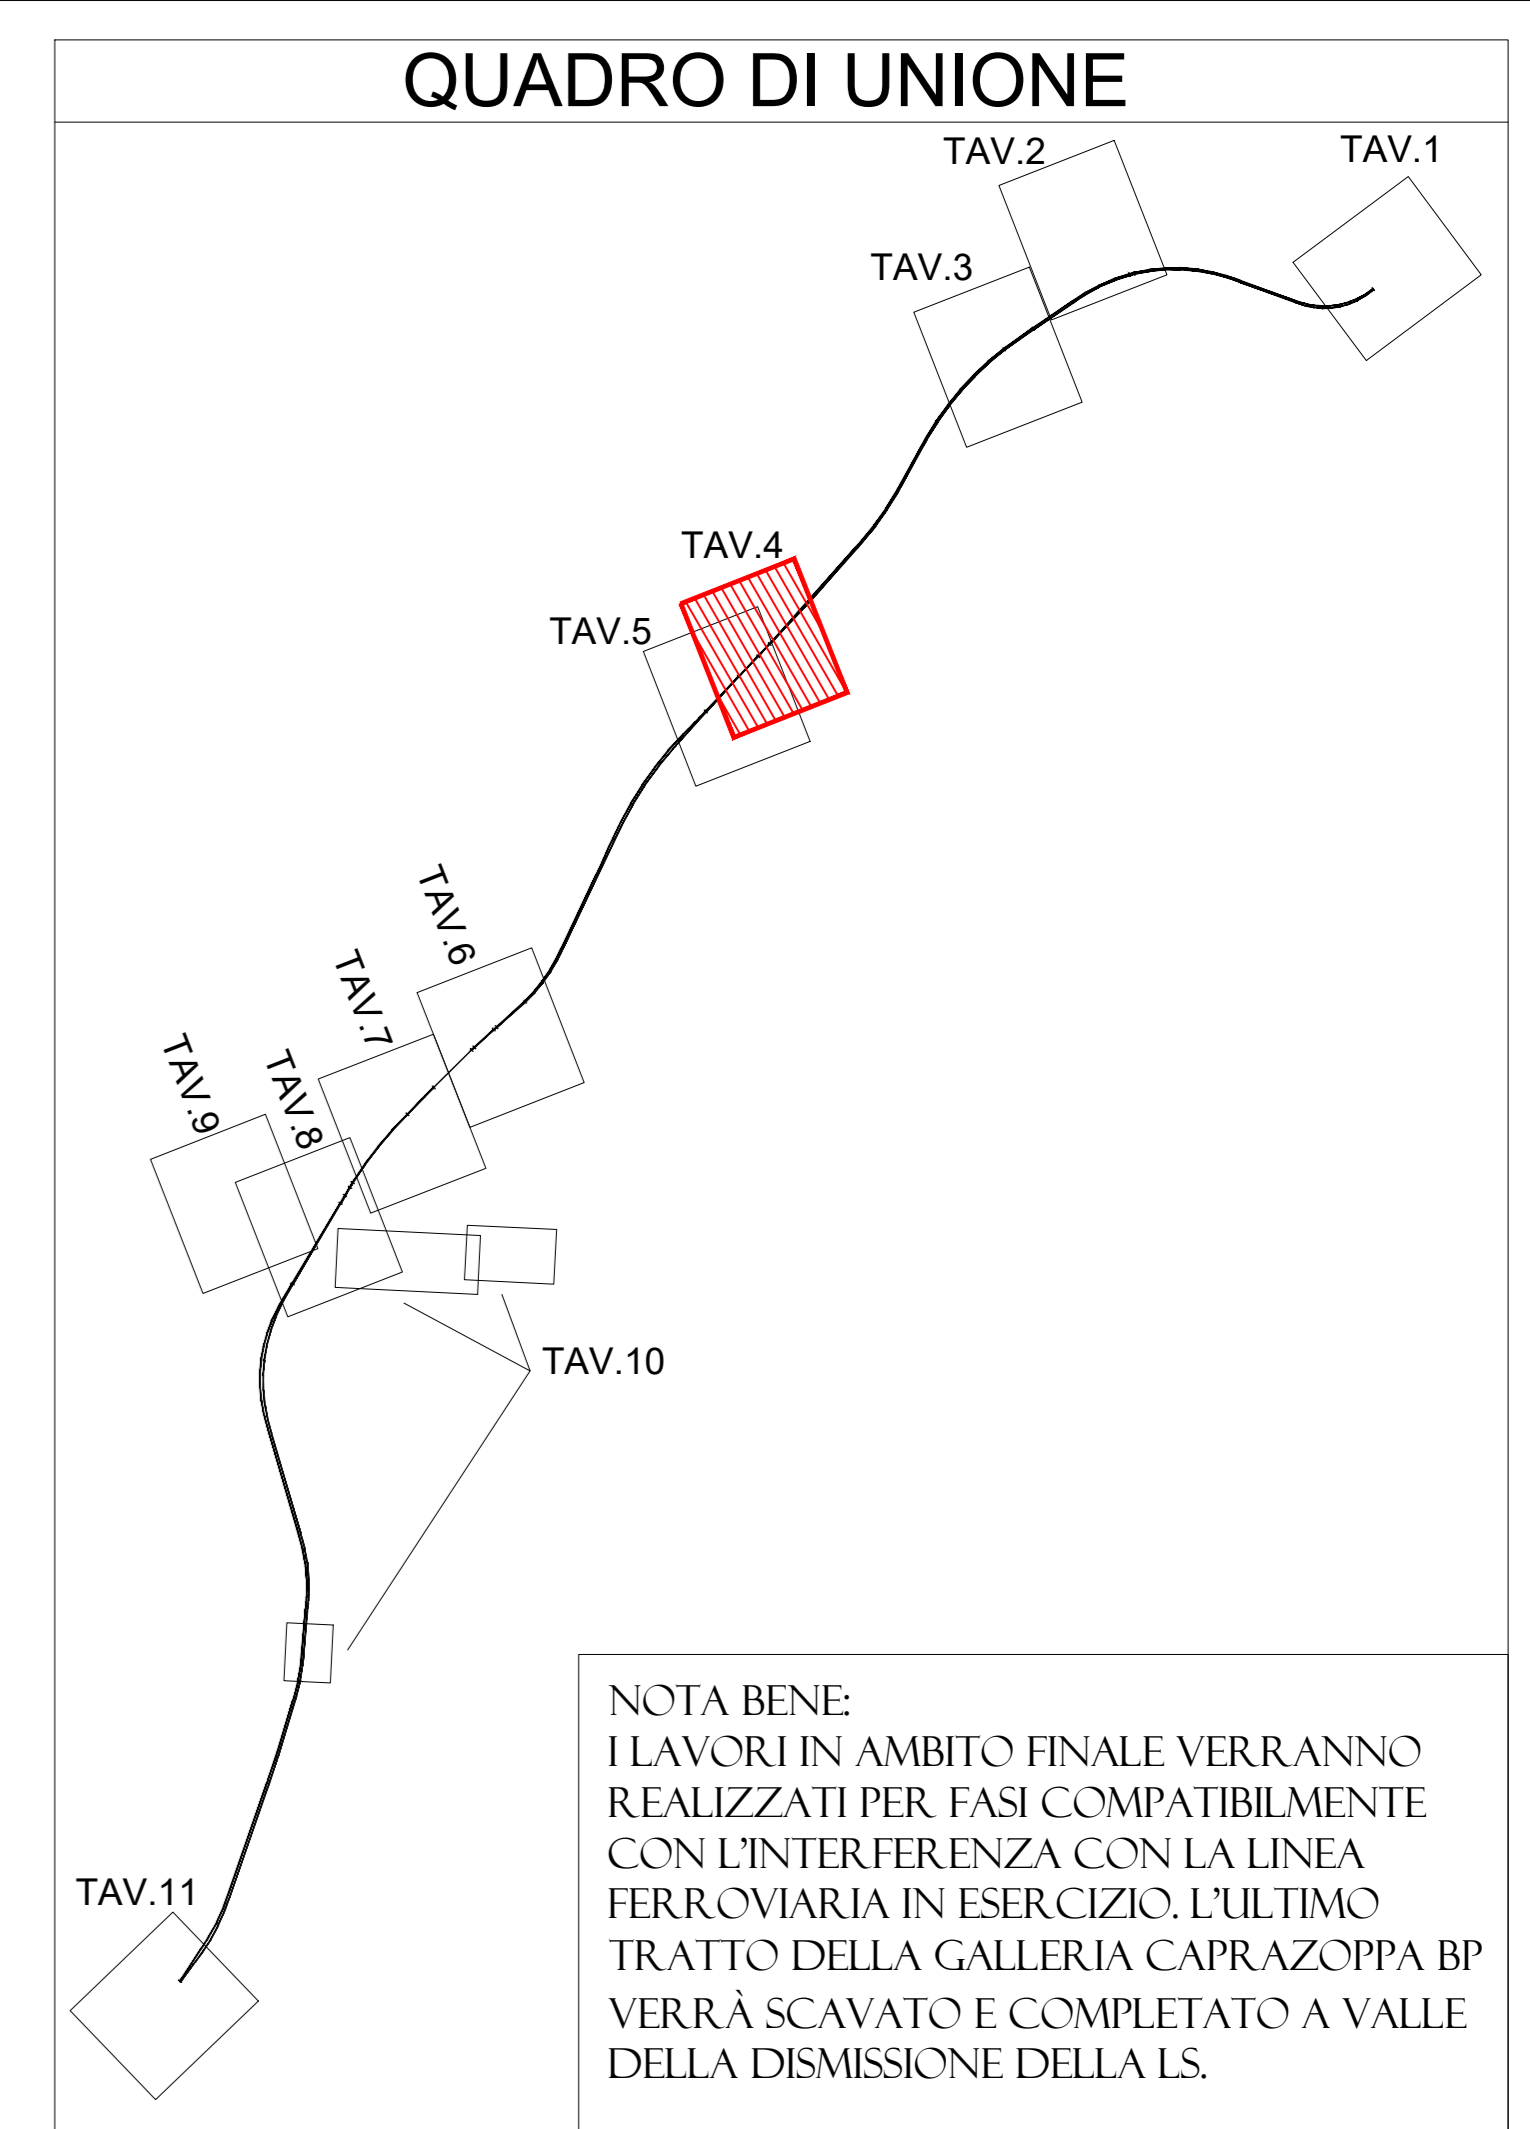 QUADRO DI UNIONE
TAV.1
TAV.2
TAV.3
TAV.4
TAV.5
TAV.6
TAV.7
TAV.8
TAV.9
TAV.10
TAV.11
NOTA BENE:
I LAVORI IN AMBITO FINALE VERRANNO
REALIZZATI PER FASI COMPATIBILMENTE
CON L'INTERFERENZA CON LA LINEA
FERROVIARIA IN ESERCIZIO. L'ULTIMO
TRATTO DELLA GALLERIA CAPRAZOPPA BP
VERRÀ SCAVATO E COMPLETATO A VALLE
DELLA DISMISSIONE DELLA LS.